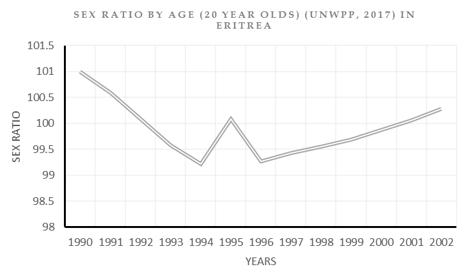 SEX RATIO BY AGE (20 YEAR OLDS) (UNWPP, 2017) IN
ERITREA
101.5
101
100.5
100
99.5
99
98.5
98
SEX RATIO
1990 1991 1992 1993 1994 1995 1996 1997 1998 1999 2000 2001 2002
YEARS